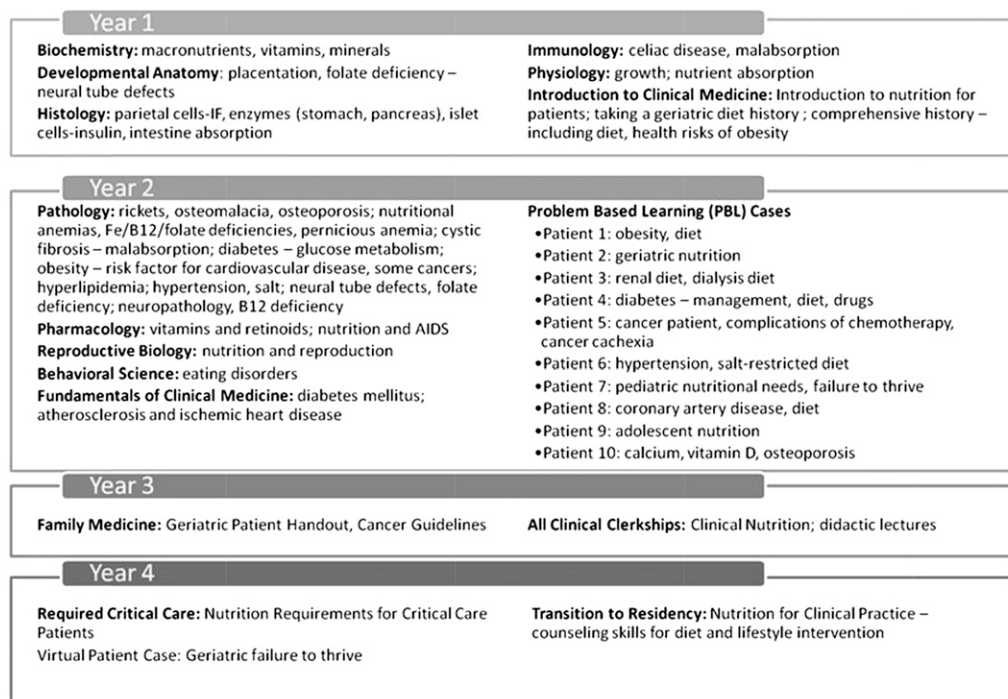 Year 1
Biochemistry: macronutrients, vitamins, minerals
Developmental Anatomy: placentation, folate deficiency –
neural tube defects
Histology: parietal cells-IF, enzymes (stomach, pancreas), islet
cells-insulin, intestine absorption
Immunology: celiac disease, malabsorption
Physiology: growth; nutrient absorption
Introduction to Clinical Medicine: Introduction to nutrition for
patients; taking a geriatric diet history ; comprehensive history –
including diet, health risks of obesity
Year 2
Pathology: rickets, osteomalacia, osteoporosis; nutritional
anemias, Fe/B12/folate deficiencies, pernicious anemia; cystic
fibrosis – malabsorption; diabetes – glucose metabolism;
obesity – risk factor for cardiovascular disease, some cancers;
hyperlipidemia; hypertension, salt; neural tube defects, folate
deficiency; neuropathology, B12 deficiency
Pharmacology: vitamins and retinoids; nutrition and AIDS
Reproductive Biology: nutrition and reproduction
Behavioral Science: eating disorders
Fundamentals of Clinical Medicine: diabetes mellitus;
atherosclerosis and ischemic heart disease
Problem Based Learning (PBL) Cases
•Patient 1: obesity, diet
•Patient 2: geriatric nutrition
•Patient 3: renal diet, dialysis diet
•Patient 4: diabetes – management, diet, drugs
•Patient 5: cancer patient, complications of chemotherapy,
cancer cachexia
•Patient 6: hypertension, salt-restricted diet
•Patient 7: pediatric nutritional needs, failure to thrive
•Patient 8: coronary artery disease, diet
•Patient 9: adolescent nutrition
•Patient 10: calcium, vitamin D, osteoporosis
Year 3
Family Medicine: Geriatric Patient Handout, Cancer Guidelines
All Clinical Clerkships: Clinical Nutrition; didactic lectures
Year 4
Required Critical Care: Nutrition Requirements for Critical Care
Patients
Virtual Patient Case: Geriatric failure to thrive
Transition to Residency: Nutrition for Clinical Practice –
counseling skills for diet and lifestyle intervention